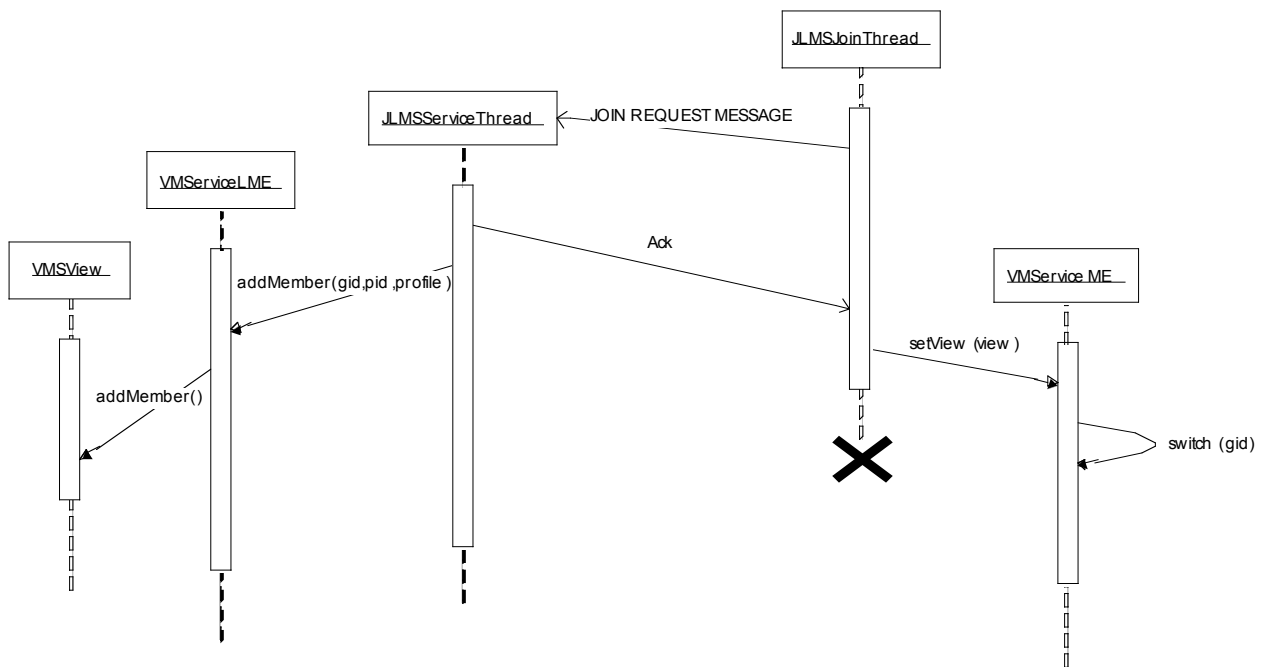 JLMSJoinThread
JLMSServiceThread
JOIN REQUEST MESSAGE
VMServiceLME
Ack
VMSView
VMService ME
addMember(gid,pid ,profile )
setView (view )
addMember()
switch (gid)